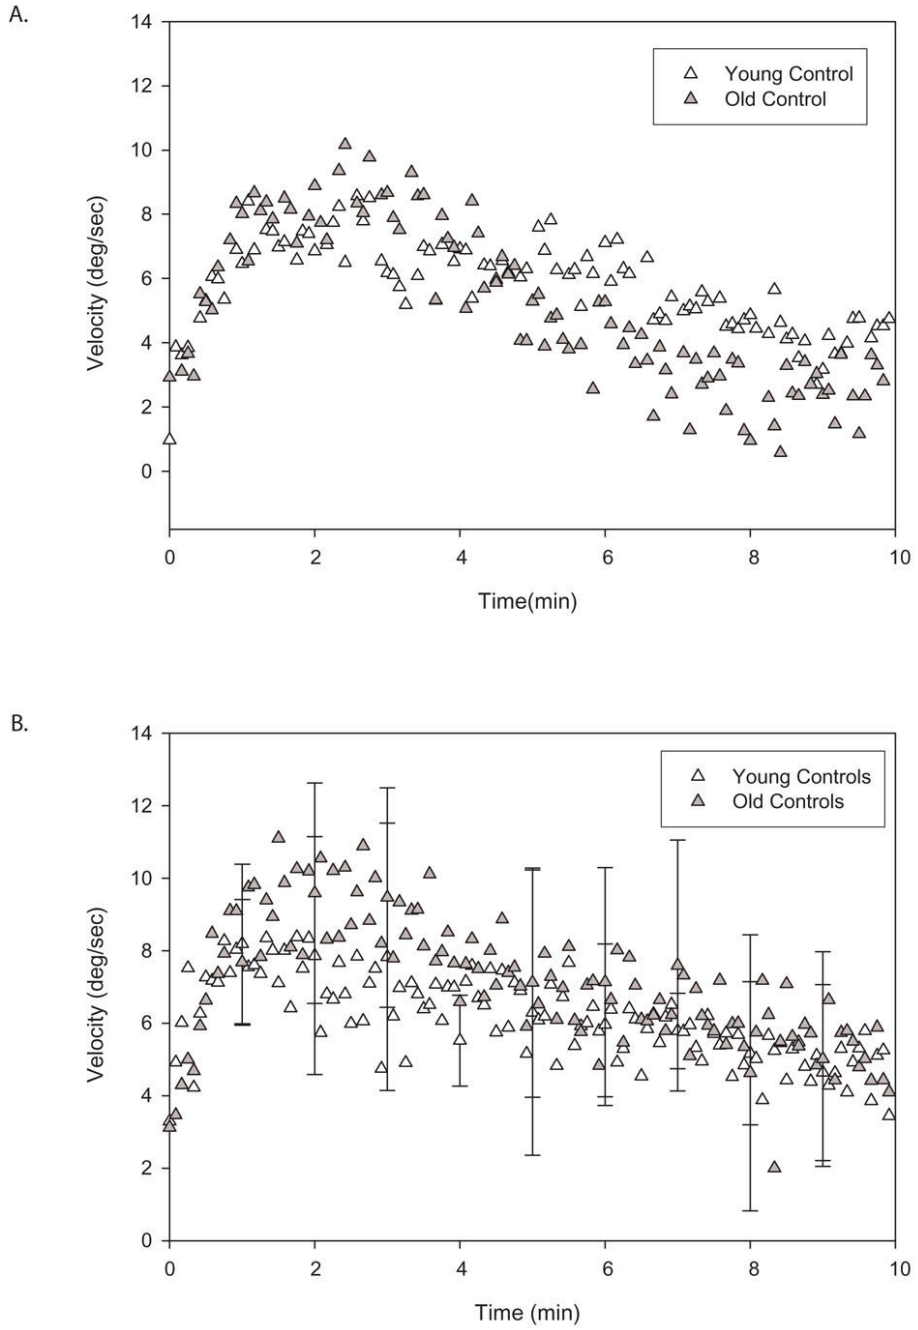 A.
14
12
10
8
6
4
2
0
Velocity (deg/sec)
Young Control
Old Control
0 2 4 6 8 10
Time(min)
B.
14
12
10
8
6
4
2
0
Velocity (deg/sec)
Young Controls
Old Controls
0 2 4 6 8 10
Time (min)